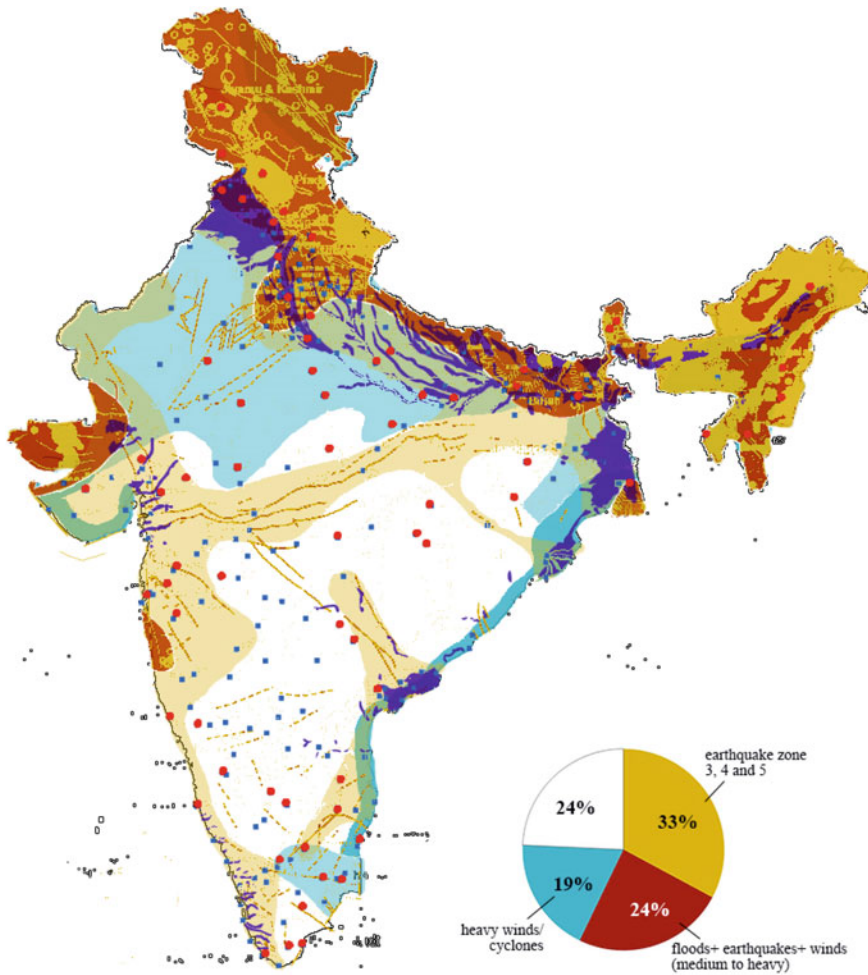 Jammu & Kashmir
Bihar
earthquake zone
3, 4 and 5
24%
33%
19%
24%
heavy winds/
cyclones
floods+ earthquakes+ winds
(medium to heavy)